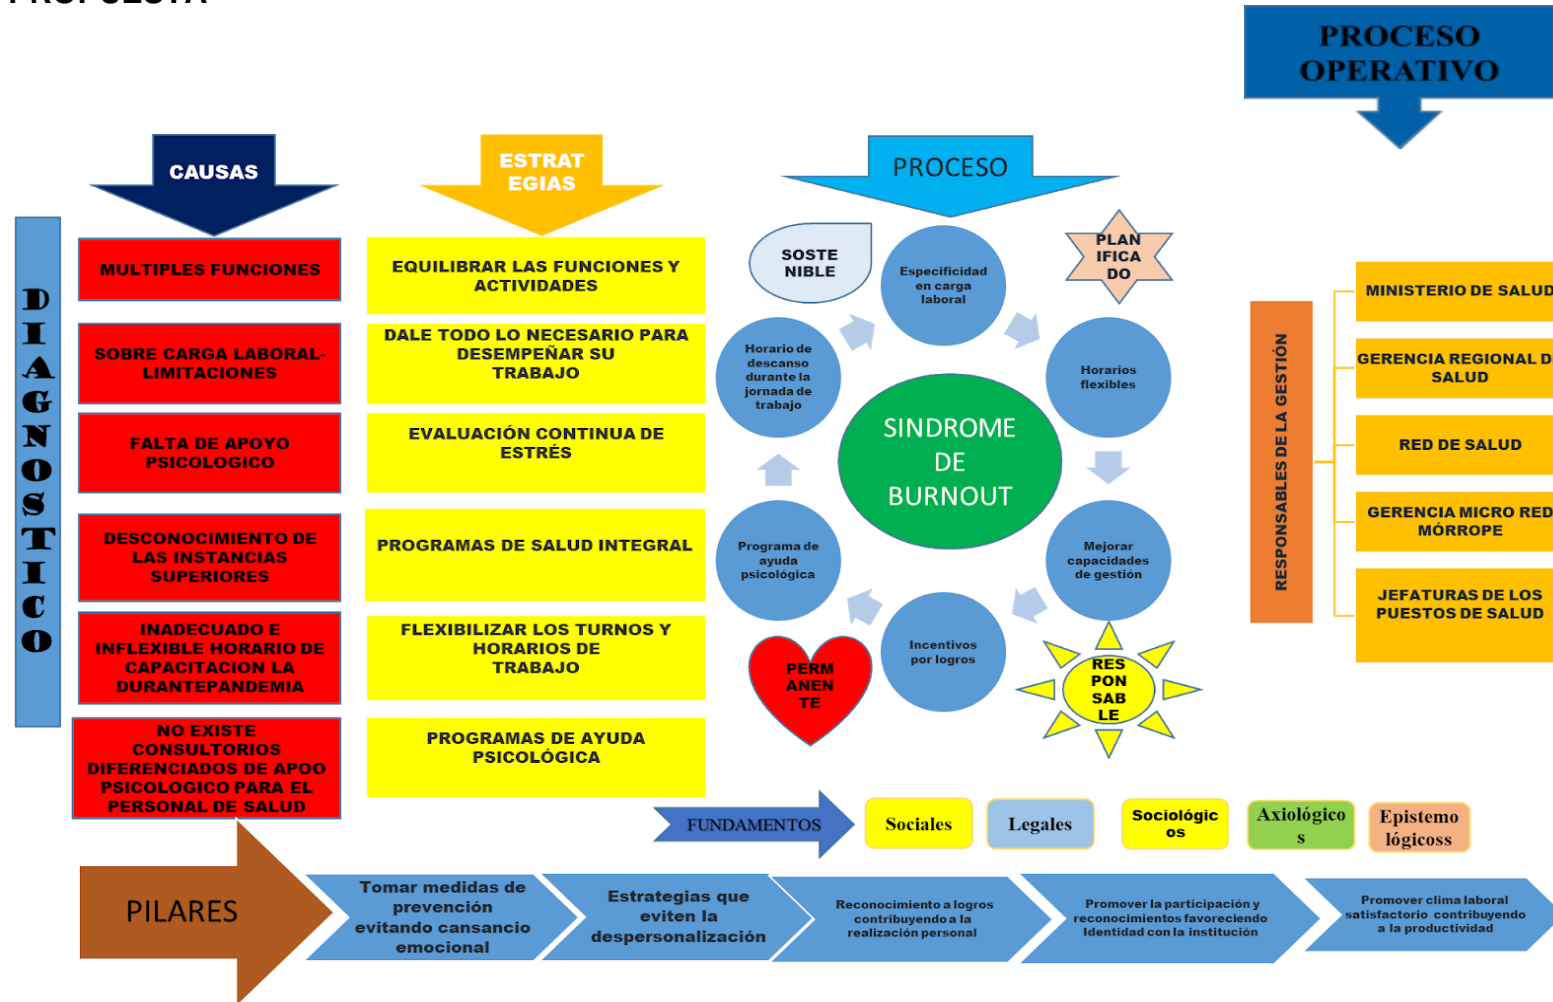 PROPUESTA
PROCESO
OPERATIVO
CAUSAS
ESTRAT
EGIAS
PROCESO
DIAGNOSTICO
MULTIPLES FUNCIONES
SOBRE CARGA LABORAL-
LIMITACIONES
FALTA DE APOYO
PSICOLOGICO
DESCONOCIMIENTO DE
LAS INSTANCIAS
SUPERIORES
INADECUADO E
INFLEXIBLE HORARIO DE
CAPACITACION LA
DURANTEPANDEMIA
NO EXISTE
CONSULTORIOS
DIFERENCIADOS DE APOO
PSICOLOGICO PARA EL
PERSONAL DE SALUD
EQUILIBRAR LAS FUNCIONES Y
ACTIVIDADES
DALE TODO LO NECESARIO PARA
DESEMPEÑAR SU
TRABAJO
EVALUACIÓN CONTINUA DE
ESTRÉS
PROGRAMAS DE SALUD INTEGRAL
FLEXIBILIZAR LOS TURNOS Y
HORARIOS DE
TRABAJO
PROGRAMAS DE AYUDA
PSICOLÓGICA
SOSTE
NIBLE
PLAN
IFICA
DO
Especificidad
en carga
laboral
Horarios
flexibles
Mejorar
capacidades
de gestión
Incentivos
por logros
Programa de
ayuda
psicológica
Horario de
descanso
durante la
jornada de
trabajo
SINDROME
DE
BURNOUT
PERM
ANEN
TE
RES
PON
SAB
LE
RESPONSABLES DE LA GESTIÓN
MINISTERIO DE SALUD
GERENCIA REGIONAL D
SALUD
RED DE SALUD
GERENCIA MICRO RED
MÓRROPE
JEFATURAS DE LOS
PUESTOS DE SALUD
FUNDAMENTOS
Sociales
Legales
Sociológic
os
Axiológico
s
Epistemo
lógicoss
PILARES
Tomar medidas de
prevención
evitando cansancio
emocional
Estrategias que
eviten la
despersonalización
Reconocimiento a logros
contribuyendo a la
realización personal
Promover la participación y
reconocimientos favoreciendo
Identidad con la institución
Promover clima laboral
satisfactorio contribuyendo
a la productividad